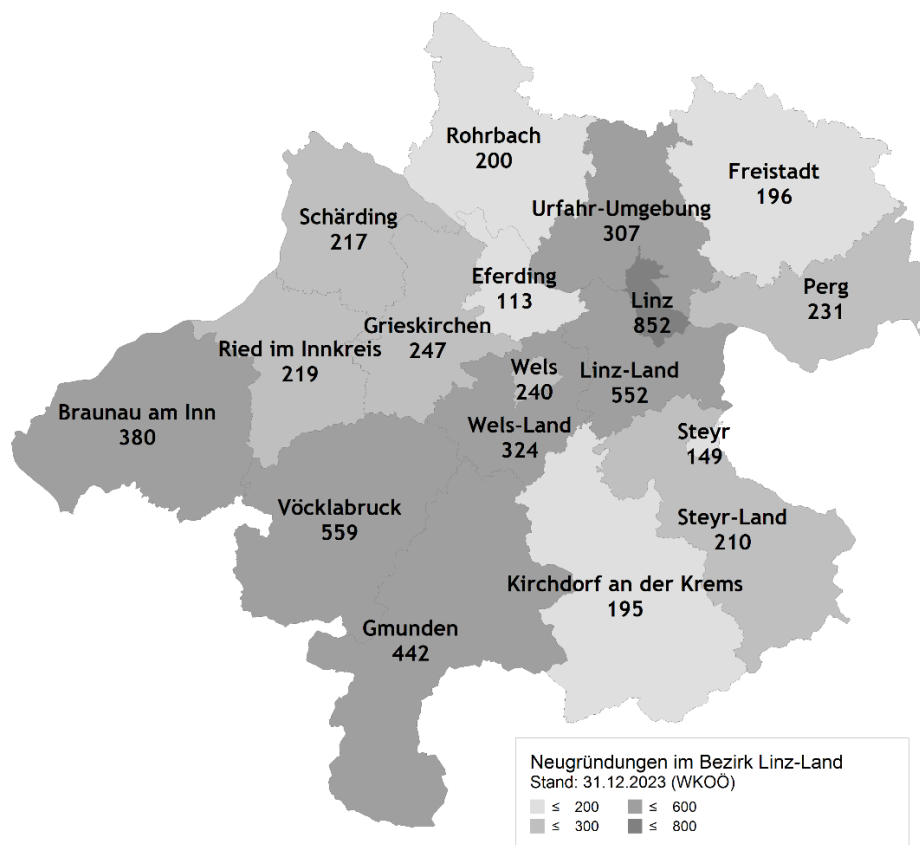 Rohrbach
200
Freistadt
196
Urfahr-Umgebung
307
Schärding
217
Eferding
113
Linz
852
Perg
231
Grieskirchen
247
Ried im Innkreis
219
Wels
240
Linz-Land
552
Braunau am Inn
380
Wels-Land
324
Steyr
149
Vöcklabruck
559
Steyr-Land
210
Kirchdorf an der Krems
195
Gmunden
442
Neugründungen im Bezirk Linz-Land
Stand: 31.12.2023 (WKOÖ)
≤ 200 ≤ 600
≤ 300 ≤ 800